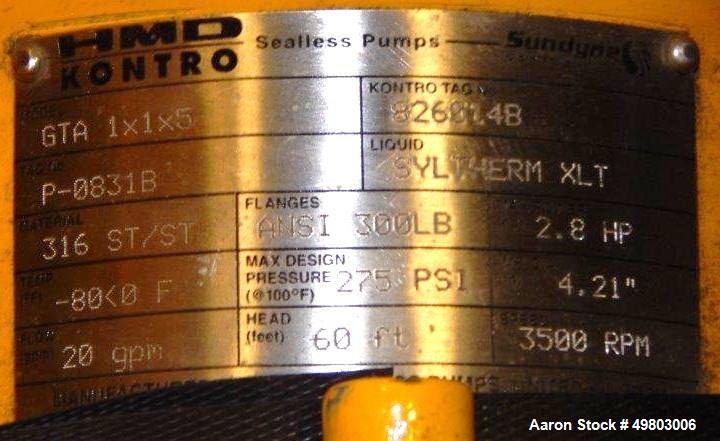 HMD Sealless Pumps Sundyne
KONTRO
KONTRO TAG
GTA 1x1x5
LIQUID
P-0831B SYLTHERM XLT
MATERIAL FLANGES
316 ST/ST ANSI 300LB 2.8 HP
TEMP MAX DESIGN
PRESSURE
(@100°F)
-80<0 F 275 PSI 4.21"
FLOW HEAD
(feet)
20 gpm 60 ft 3500 RPM
Aaron Stock # 49803006